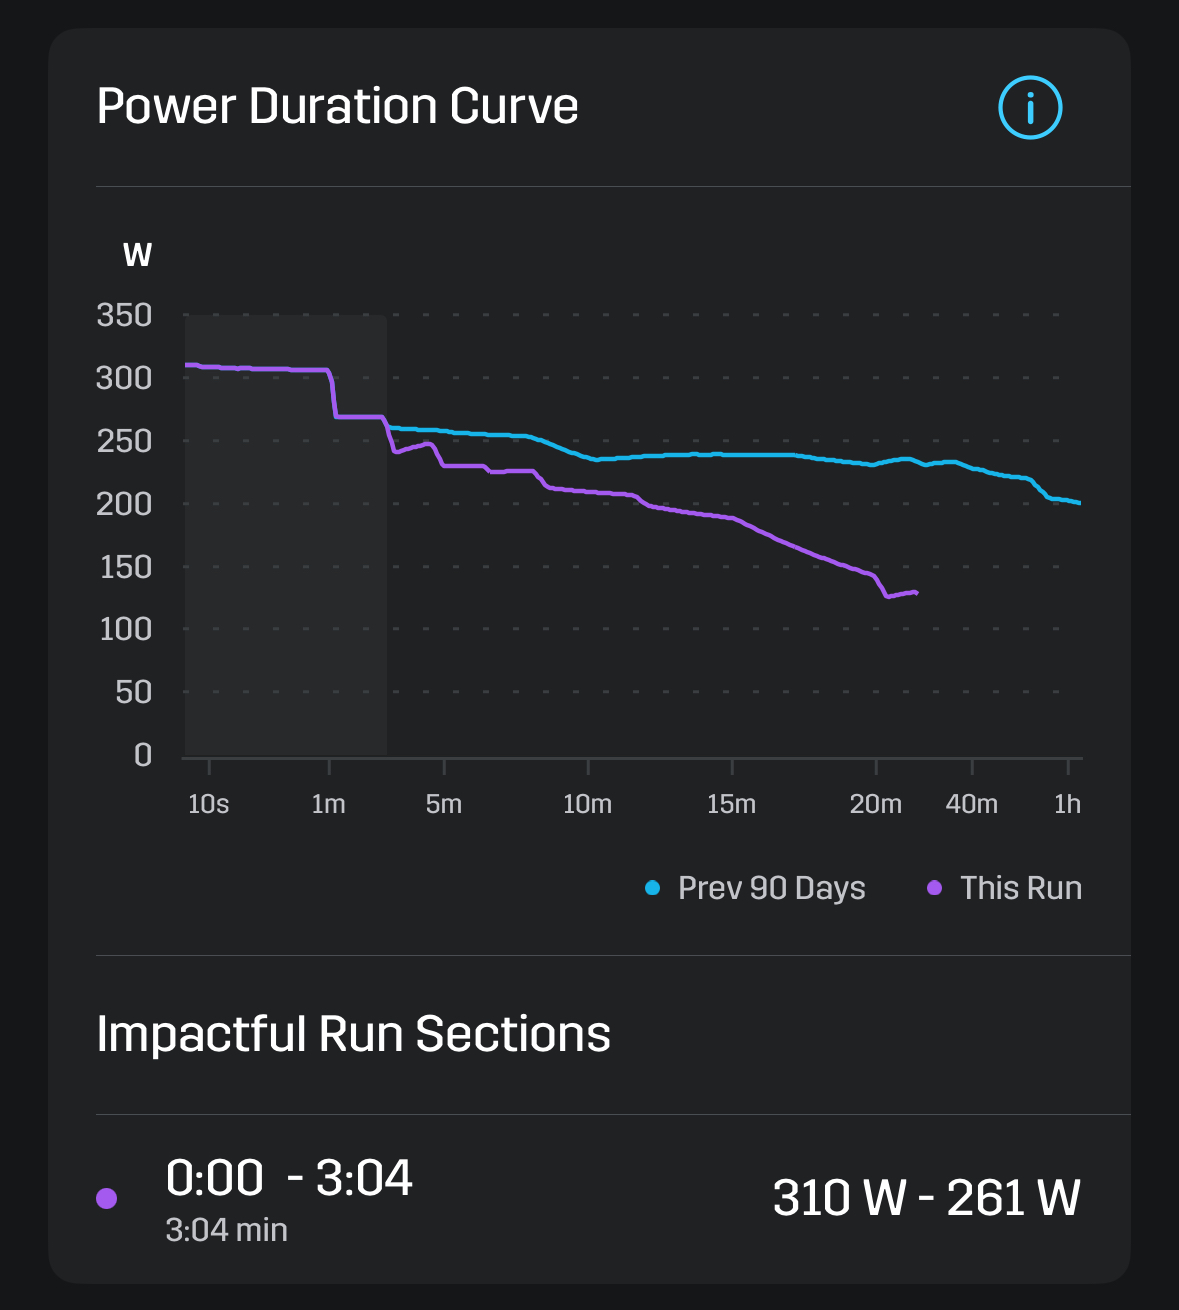 Power Duration Curve
W
350
300
250
200
150
100
50
0
10s 1m 5m 10m 15m 20m 40m 1h
Prev 90 Days This Run
Impactful Run Sections
0:00 - 3:04
3:04 min
310 W - 261 W